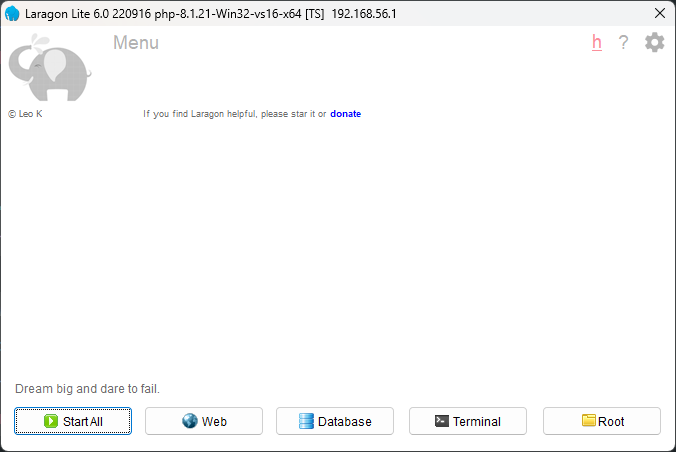 Laragon Lite 6.0 220916 php-8.1.21-Win32-vs16-x64 [TS] 192.168.56.1
Menu
h ?
© Leo K
If you find Laragon helpful, please star it or donate
Dream big and dare to fail.
Start All
Web
Database
Terminal
Root